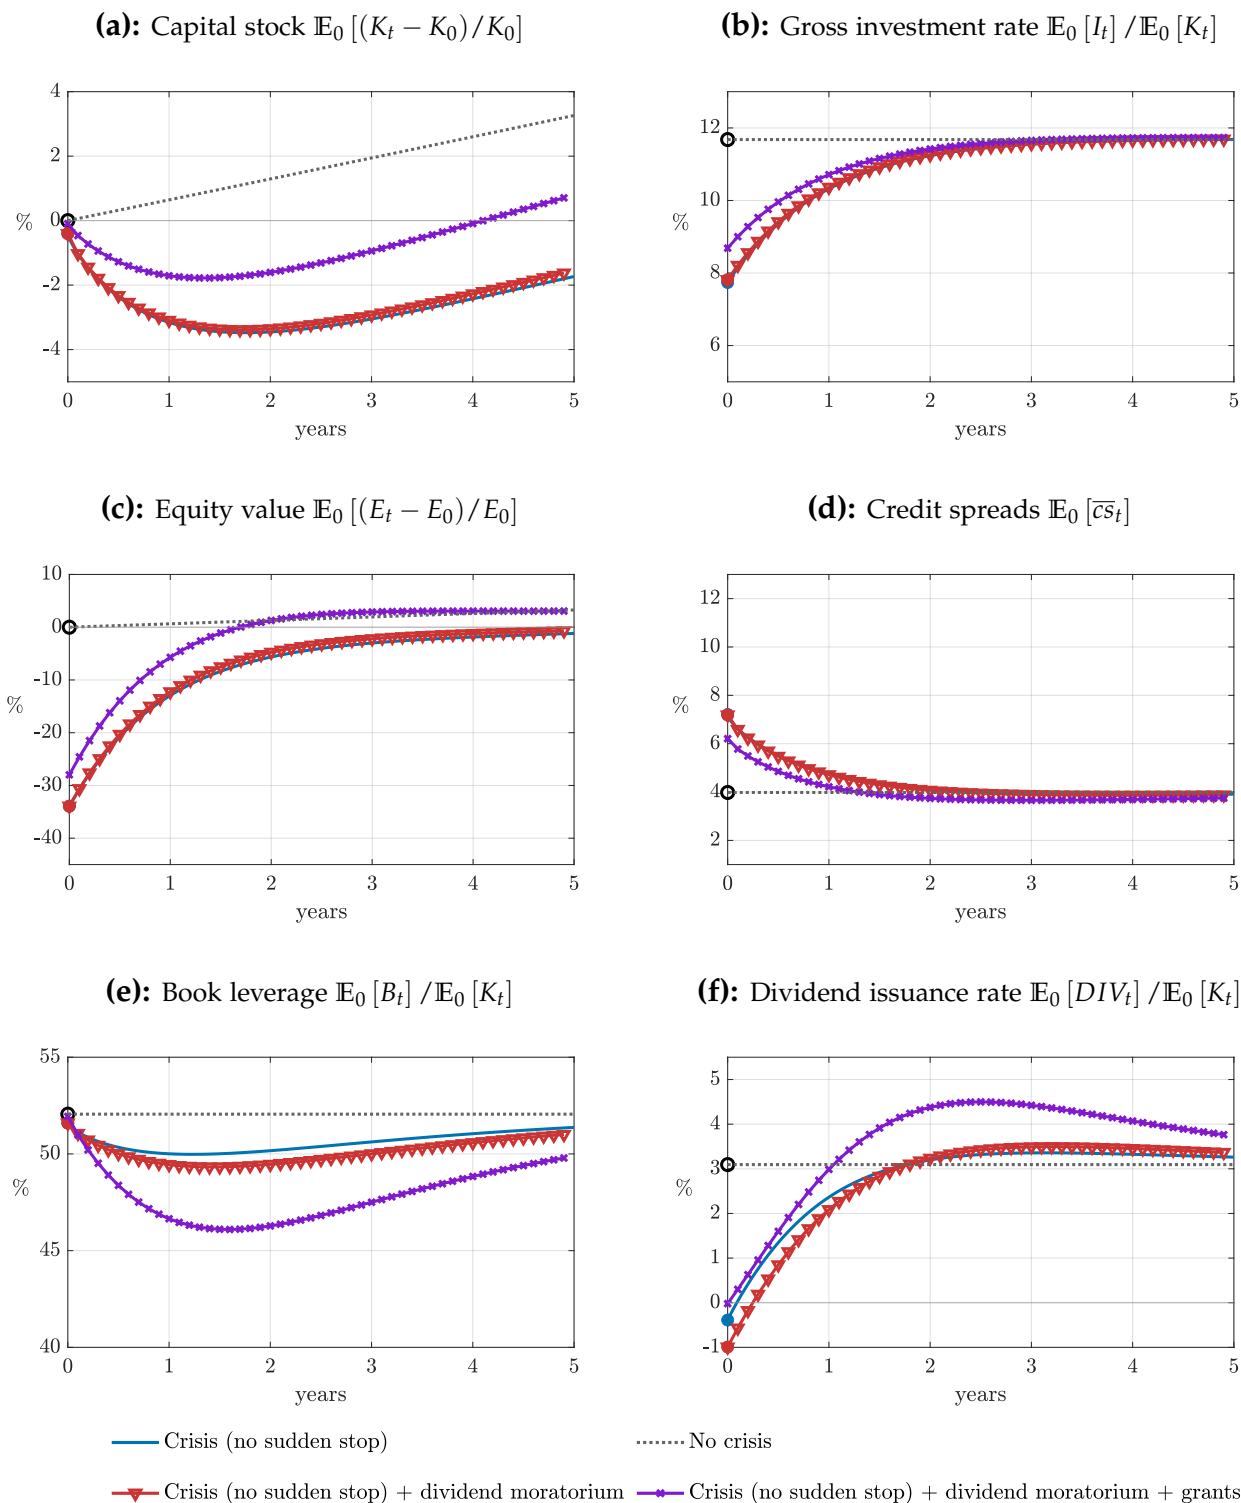 (a): Capital stock 𝔼₀ [(Kₜ − K₀)/K₀]
4
2
0
%
-2
-4
0 1 2 3 4 5
years
(b): Gross investment rate 𝔼₀ [Iₜ] /𝔼₀ [Kₜ]
12
10
%
8
6
0 1 2 3 4 5
years
(c): Equity value 𝔼₀ [(Eₜ − E₀)/E₀]
10
0
-10
%
-20
-30
-40
0 1 2 3 4 5
years
(d): Credit spreads 𝔼₀ [c̅s̅ₜ]
12
10
8
%
6
4
2
0 1 2 3 4 5
years
(e): Book leverage 𝔼₀ [Bₜ] /𝔼₀ [Kₜ]
55
50
%
45
40
0 1 2 3 4 5
years
(f): Dividend issuance rate 𝔼₀ [DIVₜ] /𝔼₀ [Kₜ]
5
4
3
%
2
1
0
-1
0 1 2 3 4 5
years
Crisis (no sudden stop)
No crisis
Crisis (no sudden stop) + dividend moratorium
Crisis (no sudden stop) + dividend moratorium + grants